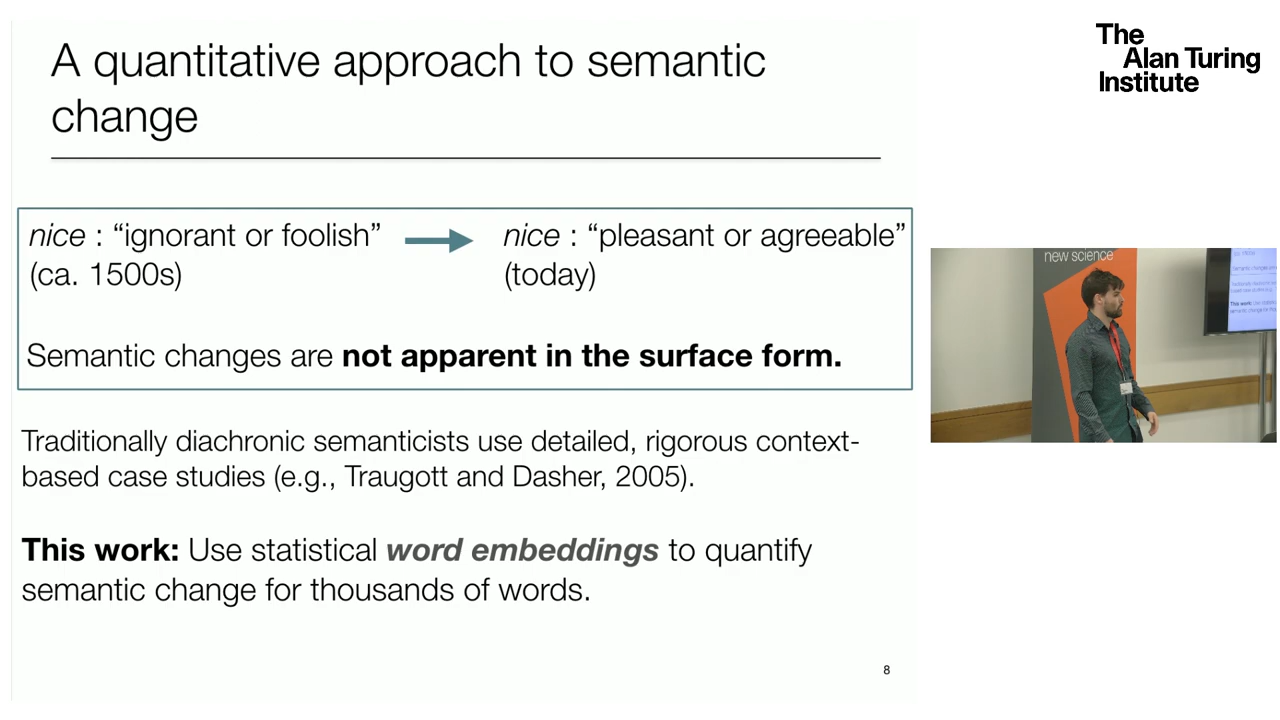 A quantitative approach to semantic
change
nice : “ignorant or foolish”
(ca. 1500s)
nice : “pleasant or agreeable”
(today)
Semantic changes are not apparent in the surface form.
Traditionally diachronic semanticists use detailed, rigorous context-
based case studies (e.g., Traugott and Dasher, 2005).
This work: Use statistical word embeddings to quantify
semantic change for thousands of words.
8
The
Alan Turing
Institute
new science